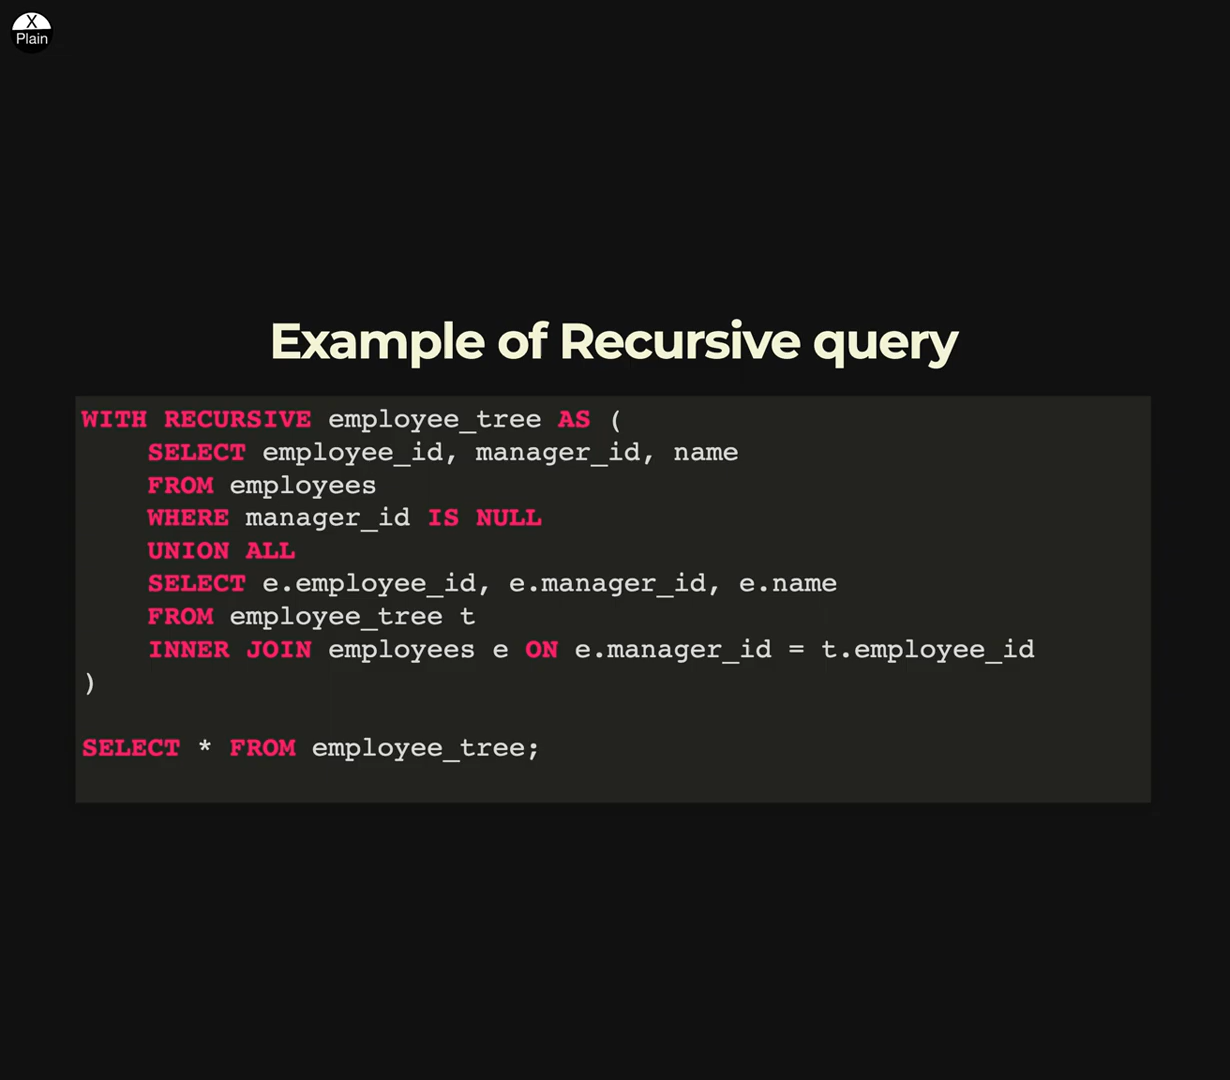 X
Plain
Example of Recursive query
WITH RECURSIVE employee_tree AS (
    SELECT employee_id, manager_id, name
    FROM employees
    WHERE manager_id IS NULL
    UNION ALL
    SELECT e.employee_id, e.manager_id, e.name
    FROM employee_tree t
    INNER JOIN employees e ON e.manager_id = t.employee_id
)
SELECT * FROM employee_tree;